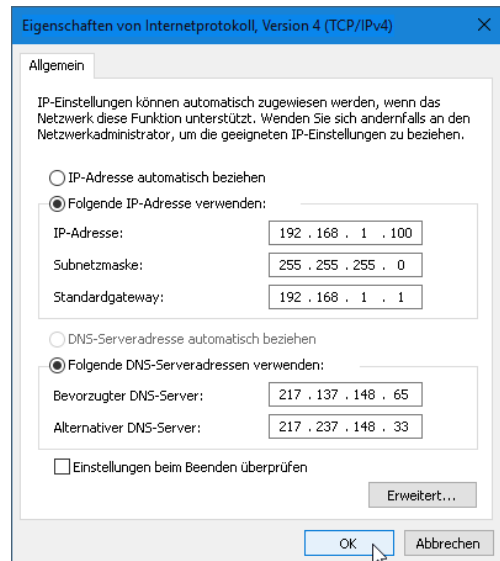 Eigenschaften von Internetprotokoll, Version 4 (TCP/IPv4)
Allgemein
IP-Einstellungen können automatisch zugewiesen werden, wenn das
Netzwerk diese Funktion unterstützt. Wenden Sie sich andernfalls an den
Netzwerkadministrator, um die geeigneten IP-Einstellungen zu beziehen.
IP-Adresse automatisch beziehen
Folgende IP-Adresse verwenden:
IP-Adresse: 192 . 168 . 1 . 100
Subnetzmaske: 255 . 255 . 255 . 0
Standardgateway: 192 . 168 . 1 . 1
DNS-Serveradresse automatisch beziehen
Folgende DNS-Serveradressen verwenden:
Bevorzugter DNS-Server: 217 . 137 . 148 . 65
Alternativer DNS-Server: 217 . 237 . 148 . 33
Einstellungen beim Beenden überprüfen
Erweitert...
OK Abbrechen